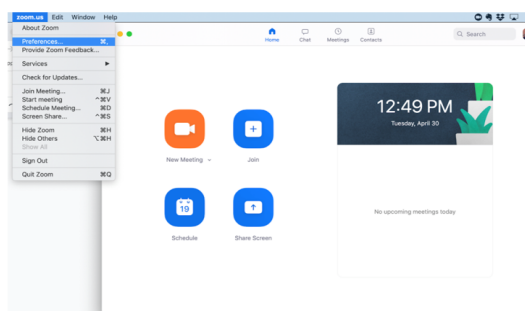 zoom.us Edit Window Help
About Zoom
Preferences... ⌘,
Provide Zoom Feedback...
Services ▶
Check for Updates...
Join Meeting... ⌘J
Start meeting ^⌘V
Schedule Meeting... ⌘D
Screen Share... ^⌘S
Hide Zoom ⌘H
Hide Others ⌥⌘H
Show All
Sign Out
Quit Zoom ⌘Q
Home Chat Meetings Contacts
Search
12:49 PM
Tuesday, April 30
New Meeting Join
19
Schedule Share Screen
No upcoming meetings today